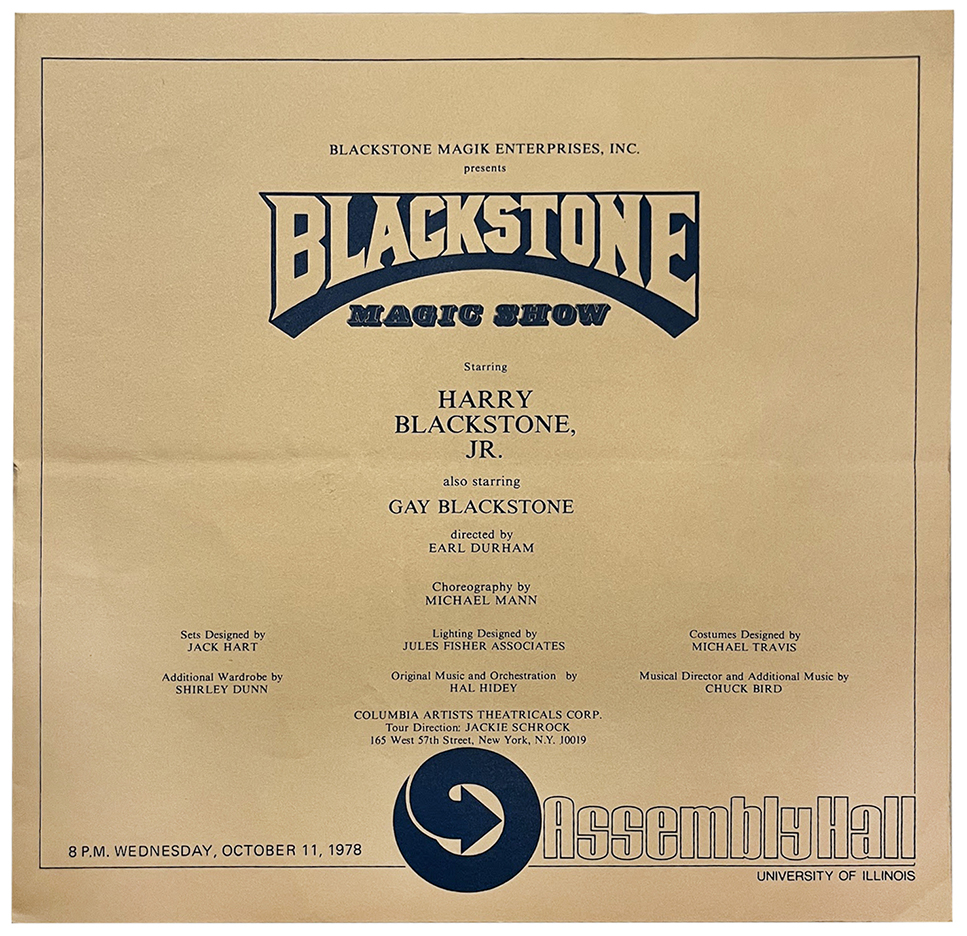 BLACKSTONE MAGIK ENTERPRISES, INC.
presents
BLACKSTONE
MAGIC SHOW
Starring
HARRY
BLACKSTONE,
JR.
also starring
GAY BLACKSTONE
directed by
EARL DURHAM
Choreography by
MICHAEL MANN
Sets Designed by
JACK HART
Lighting Designed by
JULES FISHER ASSOCIATES
Costumes Designed by
MICHAEL TRAVIS
Additional Wardrobe by
SHIRLEY DUNN
Original Music and Orchestration by
HAL HIDEY
Musical Director and Additional Music by
CHUCK BIRD
COLUMBIA ARTISTS THEATRICALS CORP.
Tour Direction: JACKIE SCHROCK
165 West 57th Street, New York, N.Y. 10019
8 P.M. WEDNESDAY, OCTOBER 11, 1978
Assembly Hall
UNIVERSITY OF ILLINOIS